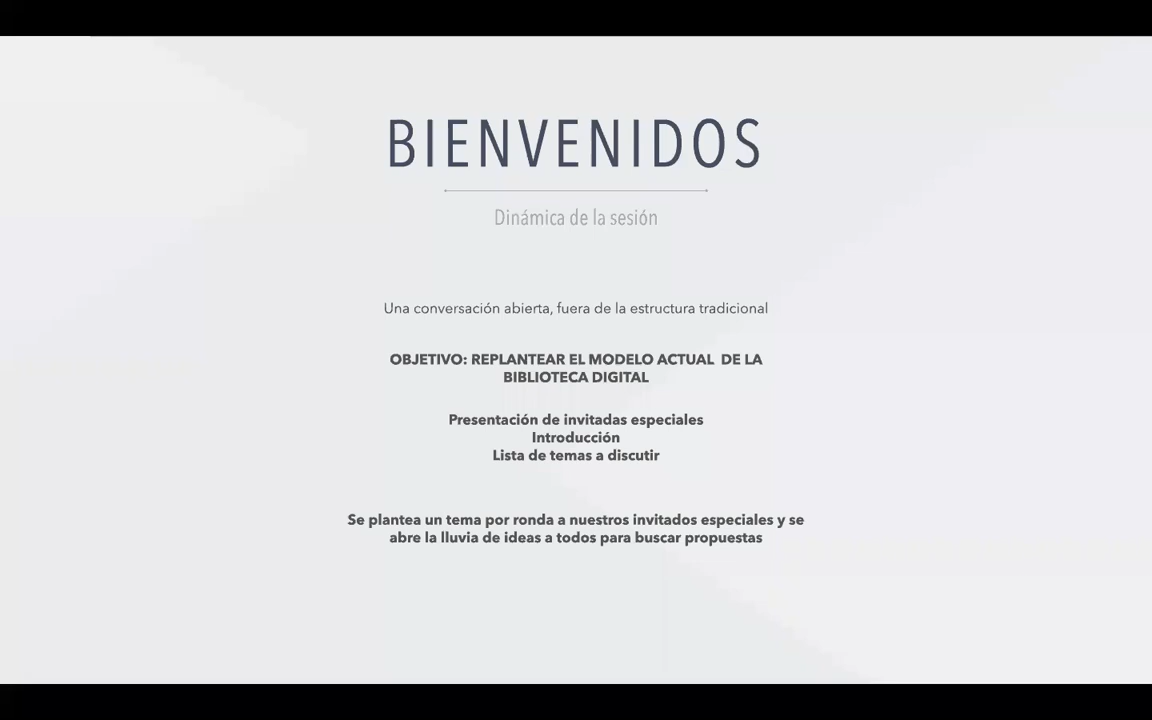 BIENVENIDOS
Dinámica de la sesión
Una conversación abierta, fuera de la estructura tradicional
OBJETIVO: REPLANTEAR EL MODELO ACTUAL  DE LA
BIBLIOTECA DIGITAL
Presentación de invitadas especiales
Introducción
Lista de temas a discutir
Se plantea un tema por ronda a nuestros invitados especiales y se
abre la lluvia de ideas a todos para buscar propuestas